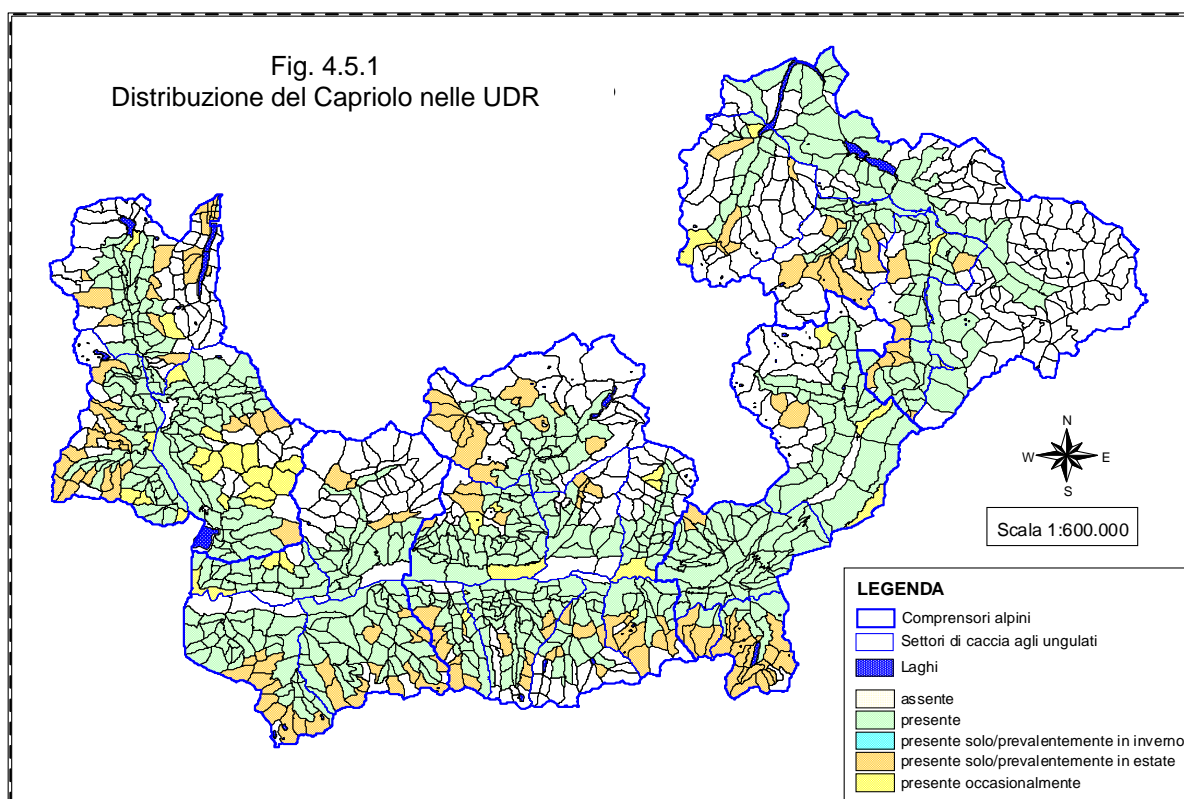 Fig. 4.5.1
Distribuzione del Capriolo nelle UDR
N
W
E
S
Scala 1:600.000
LEGENDA
Comprensori alpini
Settori di caccia agli ungulati
Laghi
assente
presente
presente solo/prevalentemente in inverno
presente solo/prevalentemente in estate
presente occasionalmente